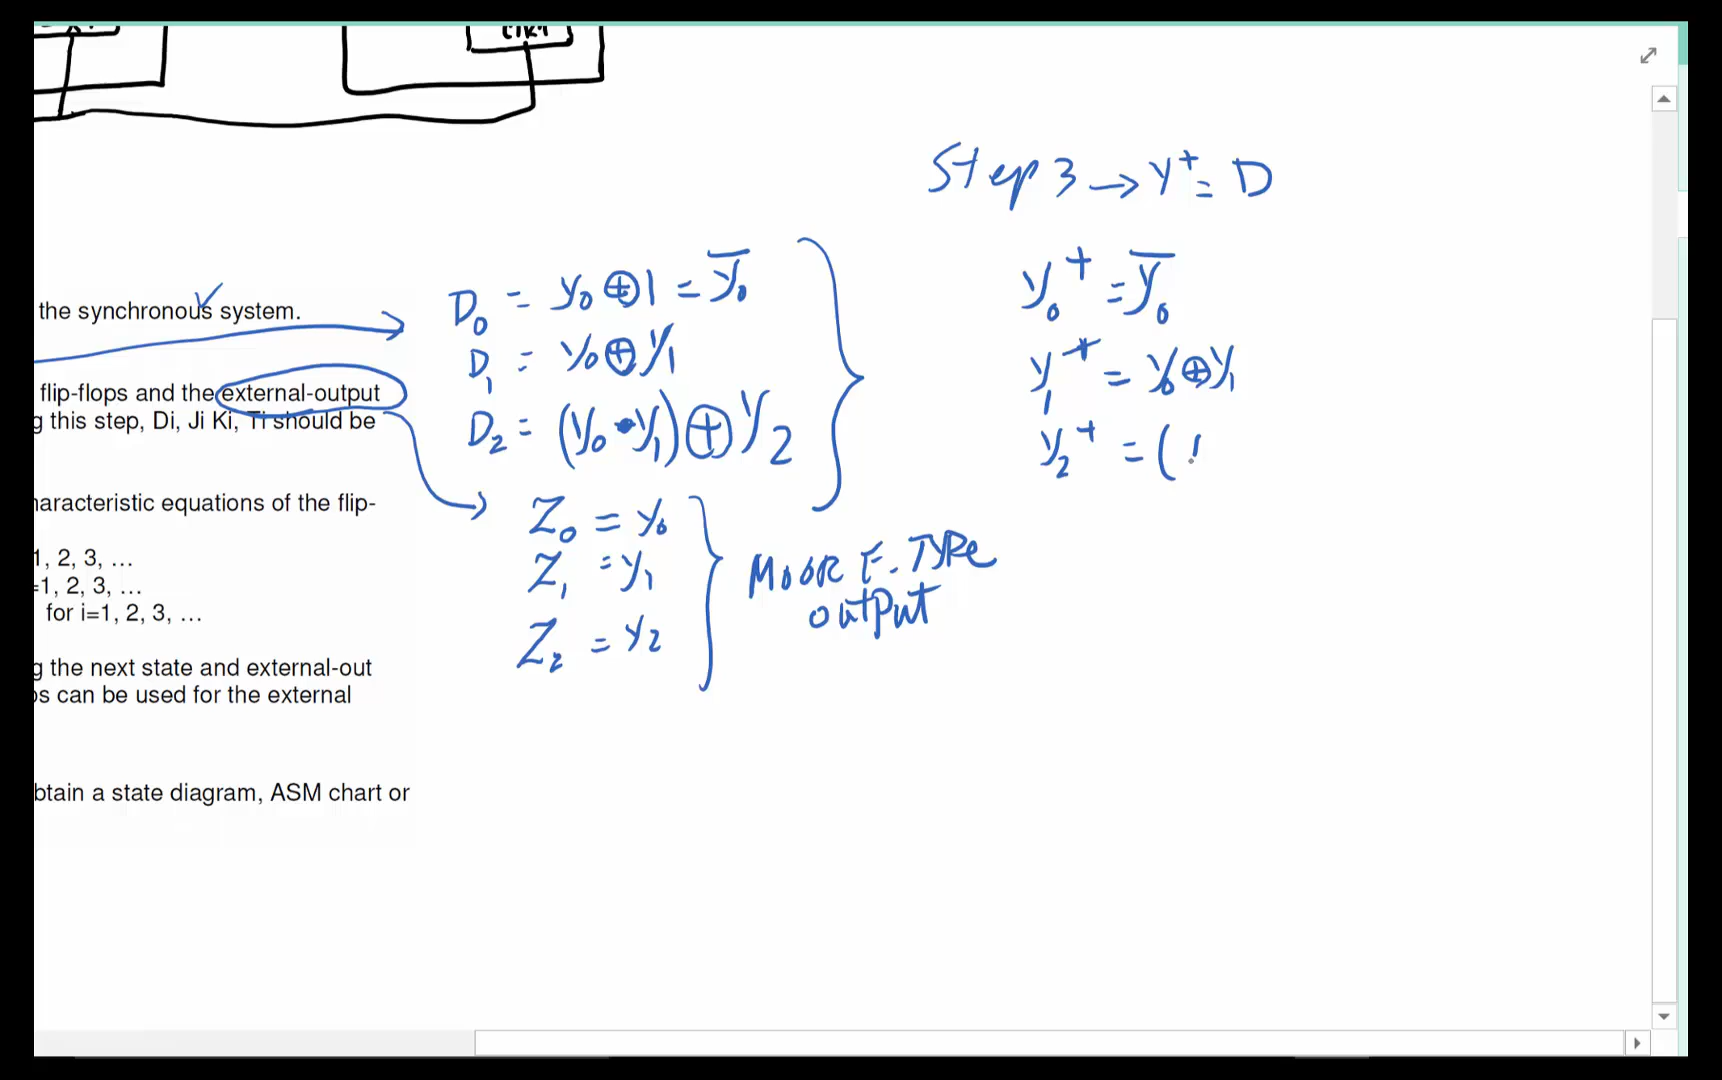 CLK1
Step 3 → y⁺ = D
the synchronous system.
flip-flops and the external-output
g this step, Di, Ji Ki, Ti should be
haracteristic equations of the flip-
1, 2, 3, …
=1, 2, 3, …
for i=1, 2, 3, …
g the next state and external-out
os can be used for the external
btain a state diagram, ASM chart or
D₀ = y₀ ⊕ 1 = y̅₀
D₁ = y₀ ⊕ y₁
D₂ = (y₀ • y₁) ⊕ y₂
Z₀ = y₀
Z₁ = y₁
Z₂ = y₂
MOORE-TYPE
OUTPUT
y₀⁺ = y̅₀
y₁⁺ = y₀ ⊕ y₁
y₂⁺ = (